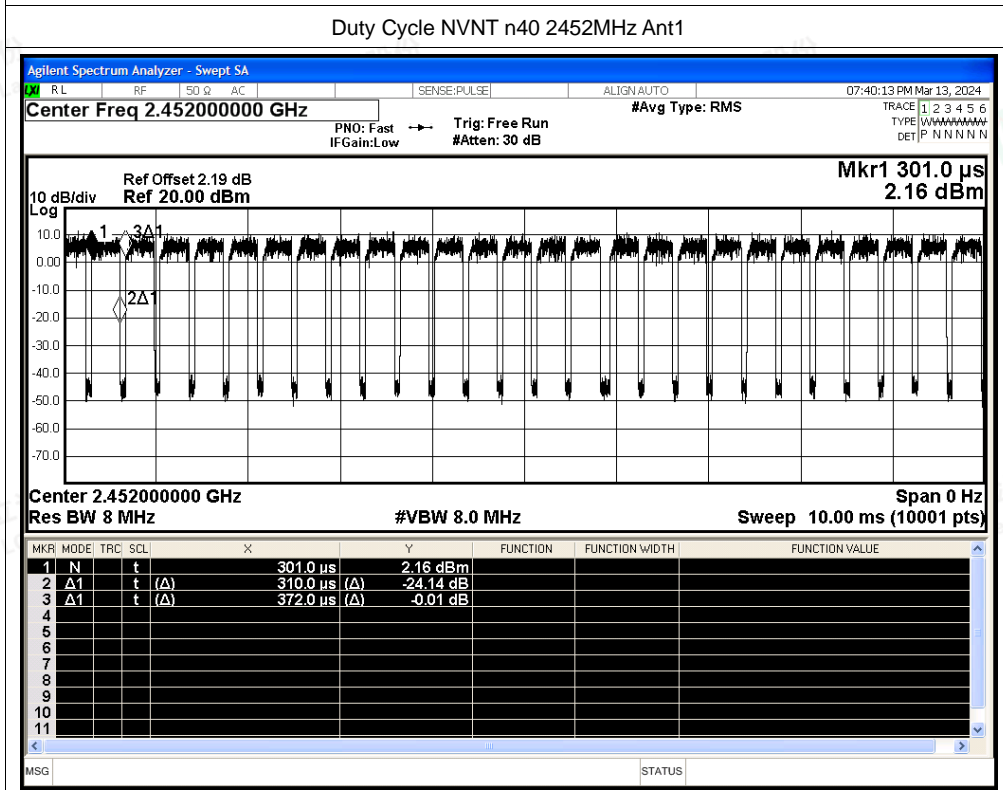 Duty Cycle NVNT n40 2452MHz Ant1
Agilent Spectrum Analyzer - Swept SA
LXI RL RF 50 Ω AC SENSE:PULSE ALIGN AUTO 07:40:13 PM Mar 13, 2024
Center Freq 2.452000000 GHz #Avg Type: RMS TRACE 1 2 3 4 5 6
PNO: Fast Trig: Free Run TYPE WWWWWW
IFGain:Low #Atten: 30 dB DET P N N N N N
Mkr1 301.0 µs
Ref Offset 2.19 dB
10 dB/div Ref 20.00 dBm 2.16 dBm
Log
10.0 1 3Δ1
0.00
-10.0 2Δ1
-20.0
-30.0
-40.0
-50.0
-60.0
-70.0
Center 2.452000000 GHz Span 0 Hz
Res BW 8 MHz #VBW 8.0 MHz Sweep 10.00 ms (10001 pts)
MKR MODE TRC SCL X Y FUNCTION FUNCTION WIDTH FUNCTION VALUE
1 N t 301.0 µs 2.16 dBm
2 Δ1 t (Δ) 310.0 µs (Δ) -24.14 dB
3 Δ1 t (Δ) 372.0 µs (Δ) -0.01 dB
4
5
6
7
8
9
10
11
MSG STATUS